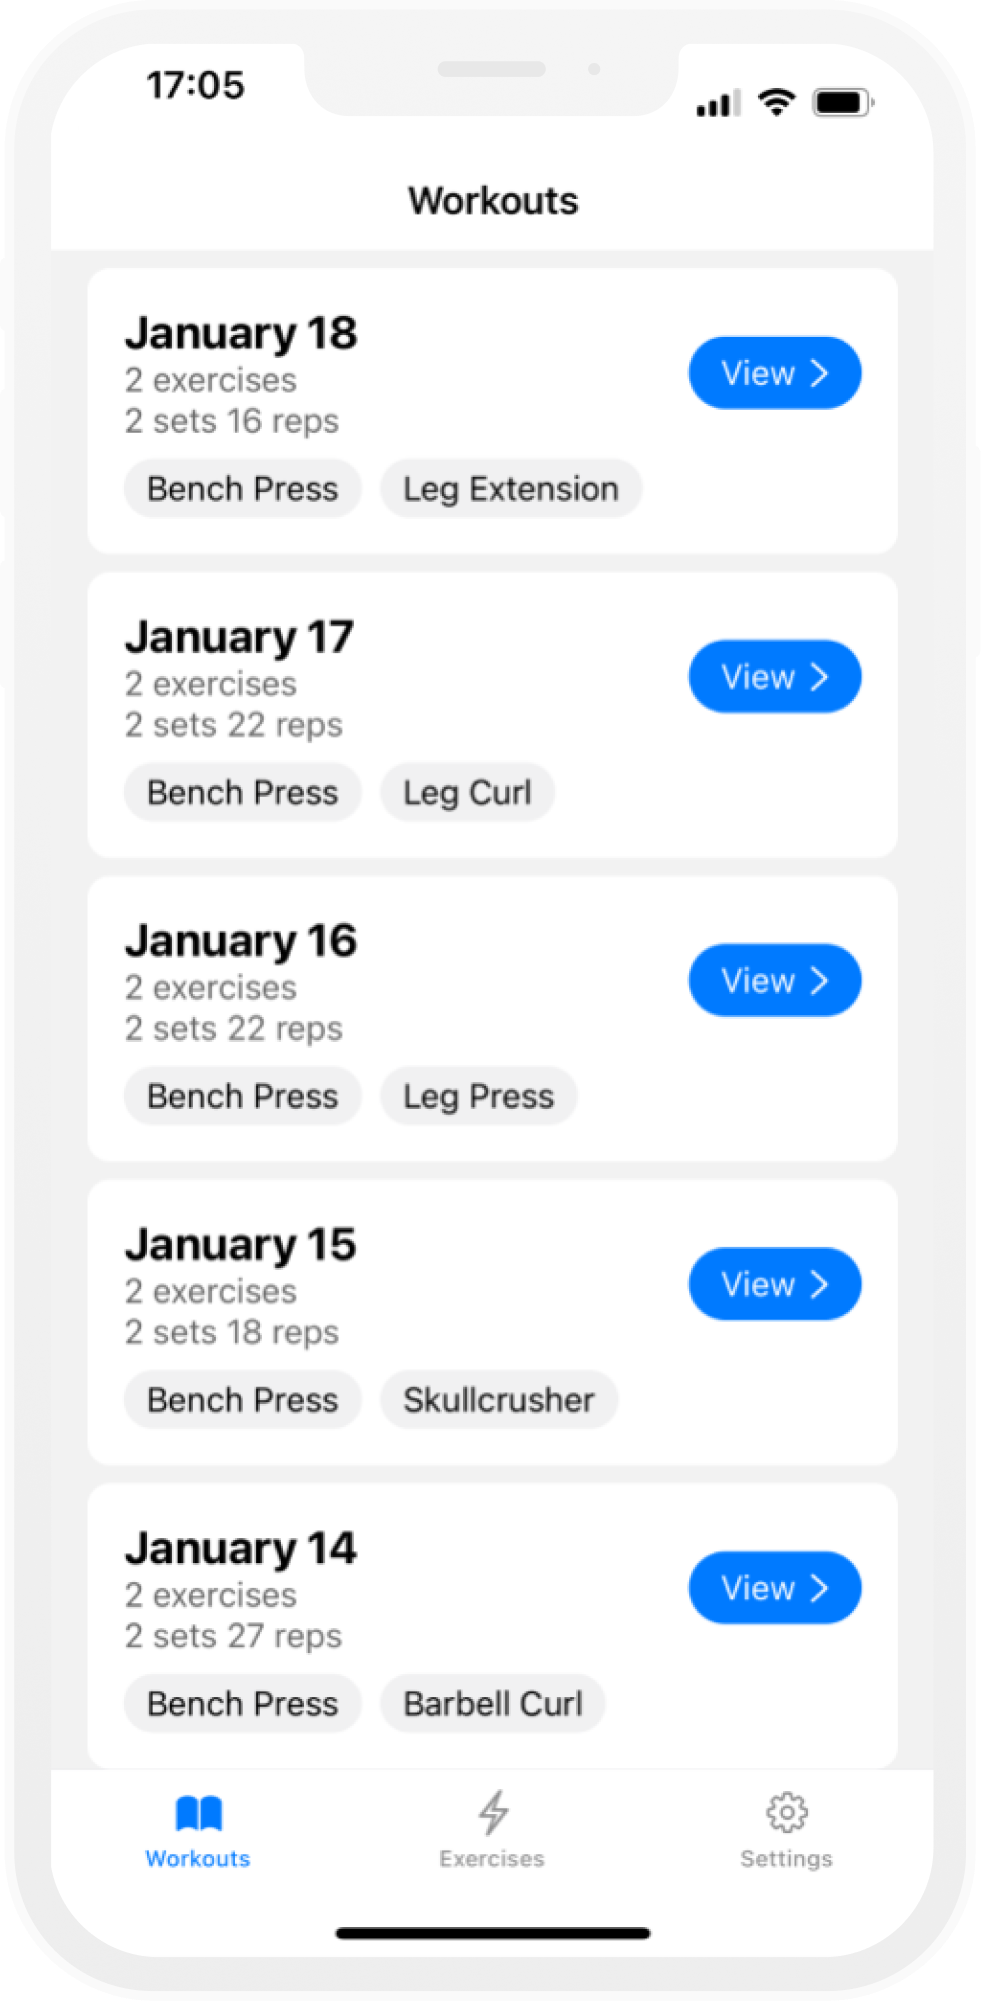 17:05
Workouts
January 18
2 exercises
2 sets 16 reps
View
Bench Press Leg Extension
January 17
2 exercises
2 sets 22 reps
View
Bench Press Leg Curl
January 16
2 exercises
2 sets 22 reps
View
Bench Press Leg Press
January 15
2 exercises
2 sets 18 reps
View
Bench Press Skullcrusher
January 14
2 exercises
2 sets 27 reps
View
Bench Press Barbell Curl
Workouts Exercises Settings